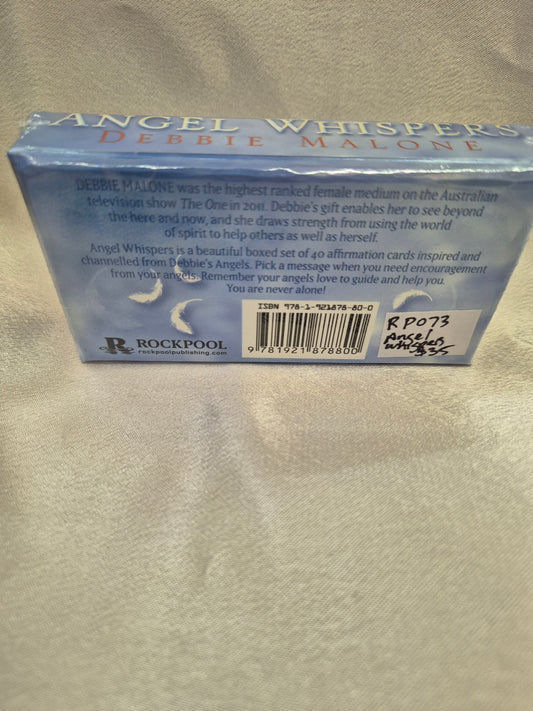 ANGEL WHISPERS
DEBBIE MALONE
DEBBIE MALONE was the highest ranked female medium on the Australian
television show The One in 2011. Debbie's gift enables her to see beyond
the here and now, and she draws strength from using the world
of spirit to help others as well as herself.
Angel Whispers is a beautiful boxed set of 40 affirmation cards inspired and
channelled from Debbie's Angels. Pick a message when you need encouragement
from your angels. Remember your angels love to guide and help you.
You are never alone!
ISBN 978-1-921878-80-0
9 781921 878800
R ROCKPOOL
rockpoolpublishing.com
RP073
Angel
whispers
$35